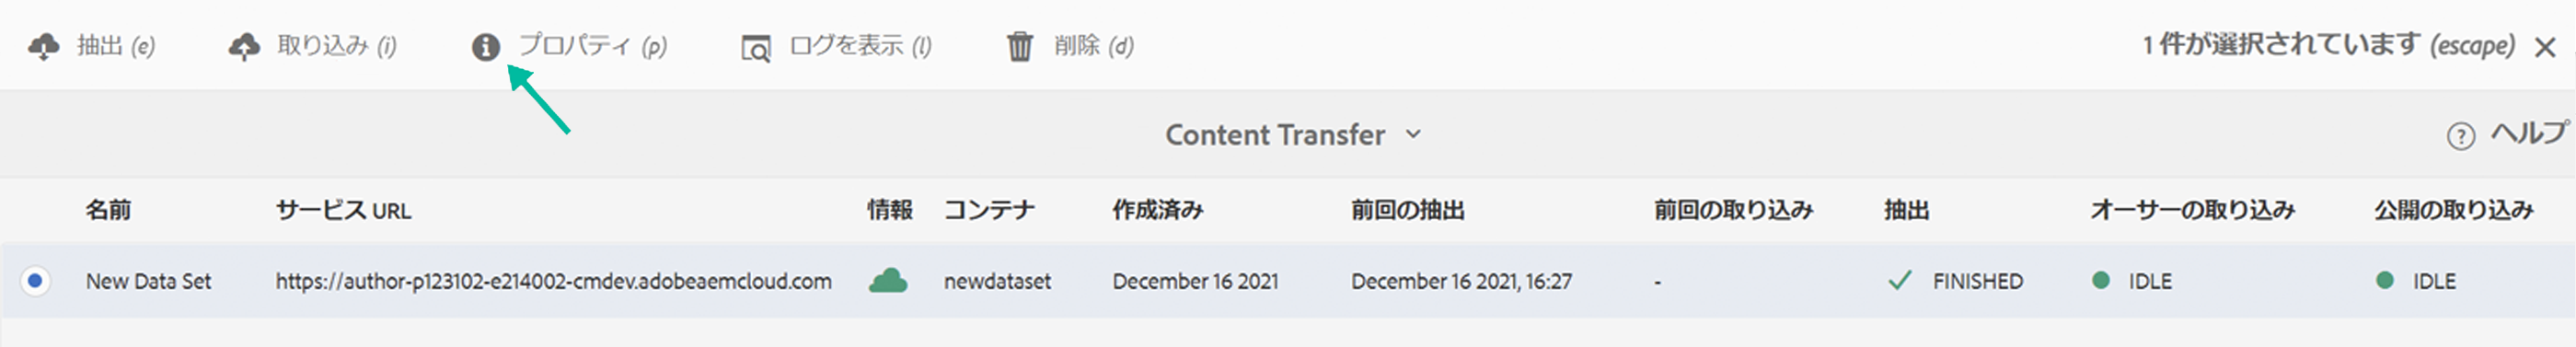 抽出 (e) 取り込み (i) プロパティ (p) ログを表示 (l) 削除 (d) 1 件が選択されています (escape)
Content Transfer
ヘルプ
名前 サービス URL 情報 コンテナ 作成済み 前回の抽出 前回の取り込み 抽出 オーサーの取り込み 公開の取り込み
New Data Set https://author-p123102-e214002-cmdev.adobeaemcloud.com newdataset December 16 2021 December 16 2021, 16:27 - FINISHED IDLE IDLE